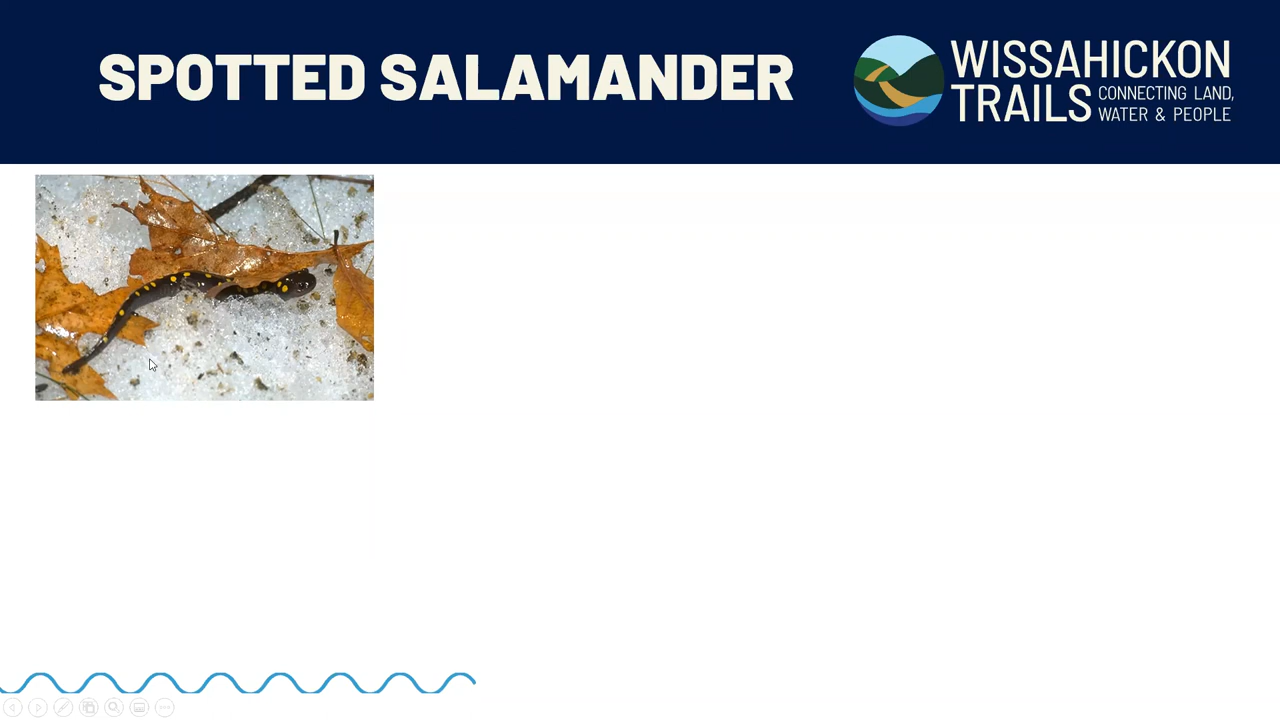 SPOTTED SALAMANDER
WISSAHICKON
TRAILS
CONNECTING LAND,
WATER & PEOPLE